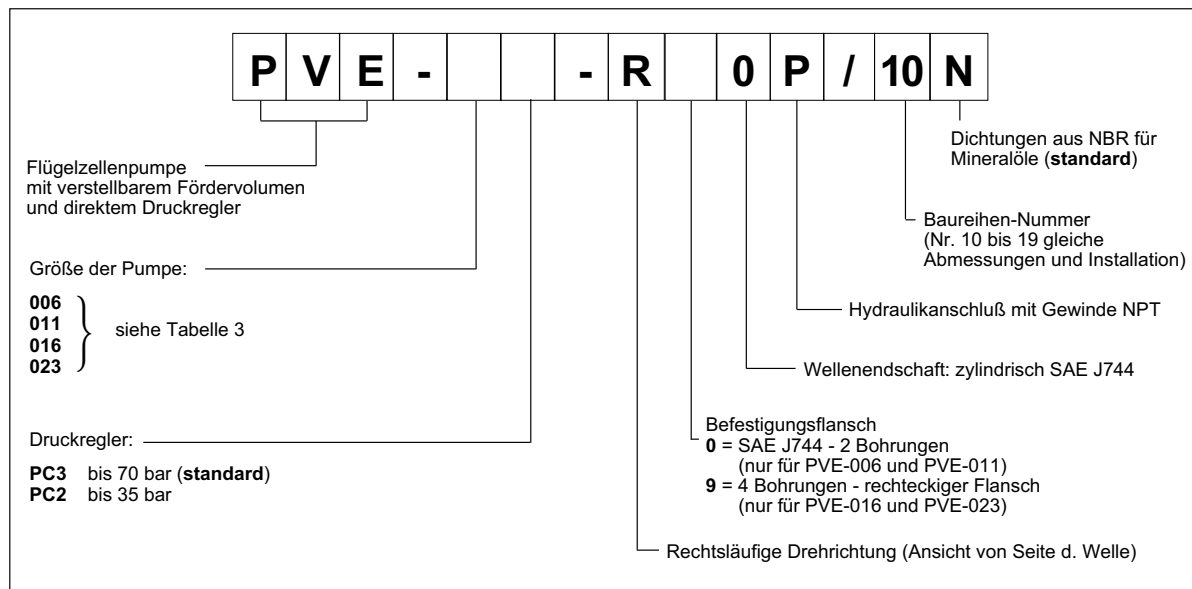 PVE- -R 0P/10N
Dichtungen aus NBR für
Mineralöle (standard)
Flügelzellenpumpe
mit verstellbarem Fördervolumen
und direktem Druckregler
Baureihen-Nummer
(Nr. 10 bis 19 gleiche
Abmessungen und Installation)
Größe der Pumpe:
006
011
016
023
siehe Tabelle 3
Hydraulikanschluß mit Gewinde NPT
Wellenendschaft: zylindrisch SAE J744
Druckregler:
PC3 bis 70 bar (standard)
PC2 bis 35 bar
Befestigungsflansch
0 = SAE J744 - 2 Bohrungen
(nur für PVE-006 und PVE-011)
9 = 4 Bohrungen - rechteckiger Flansch
(nur für PVE-016 und PVE-023)
Rechtsläufige Drehrichtung (Ansicht von Seite d. Welle)